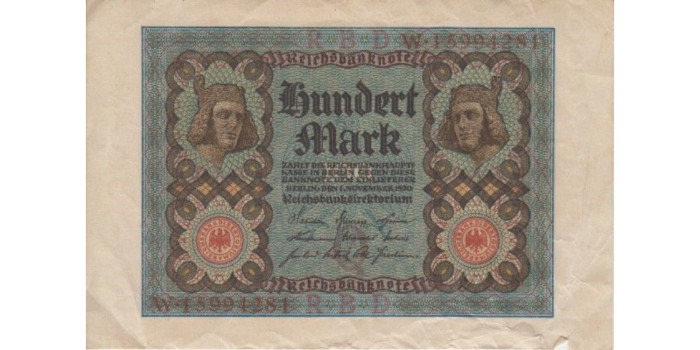 R·B·D W·15994281
Reichsbanknote
Hundert
Mark
ZAHLT DIE REICHSBANKHAUPT-
KASSE IN BERLIN GEGEN DIESE
BANKNOTE DEM EINLIEFERER
BERLIN, DEN 1. NOVEMBER 1920
Reichsbankdirektorium
Reichsbanknote
W·15994281 R·B·D